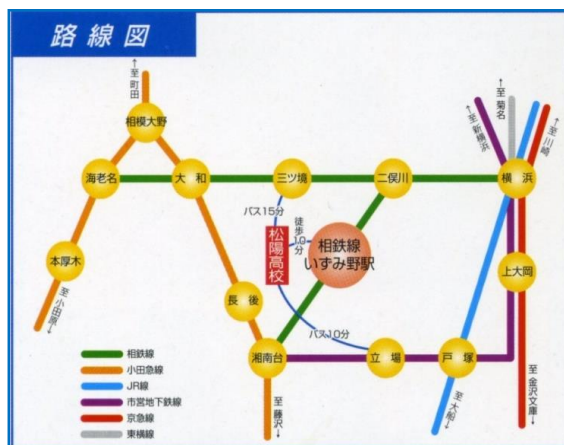 路線図
↑至町田
↑至新横浜
↑至菊名
↑至川崎
相模大野
海老名
大和
三ツ境
二俣川
横浜
バス15分
徒歩10分
松陽高校
相鉄線
いずみ野駅
本厚木
上大岡
長後
至小田原↓
バス10分
湘南台
立場
戸塚
相鉄線
小田急線
JR線
市営地下鉄線
京急線
東横線
至藤沢↓
至大船↓
至金沢文庫↓